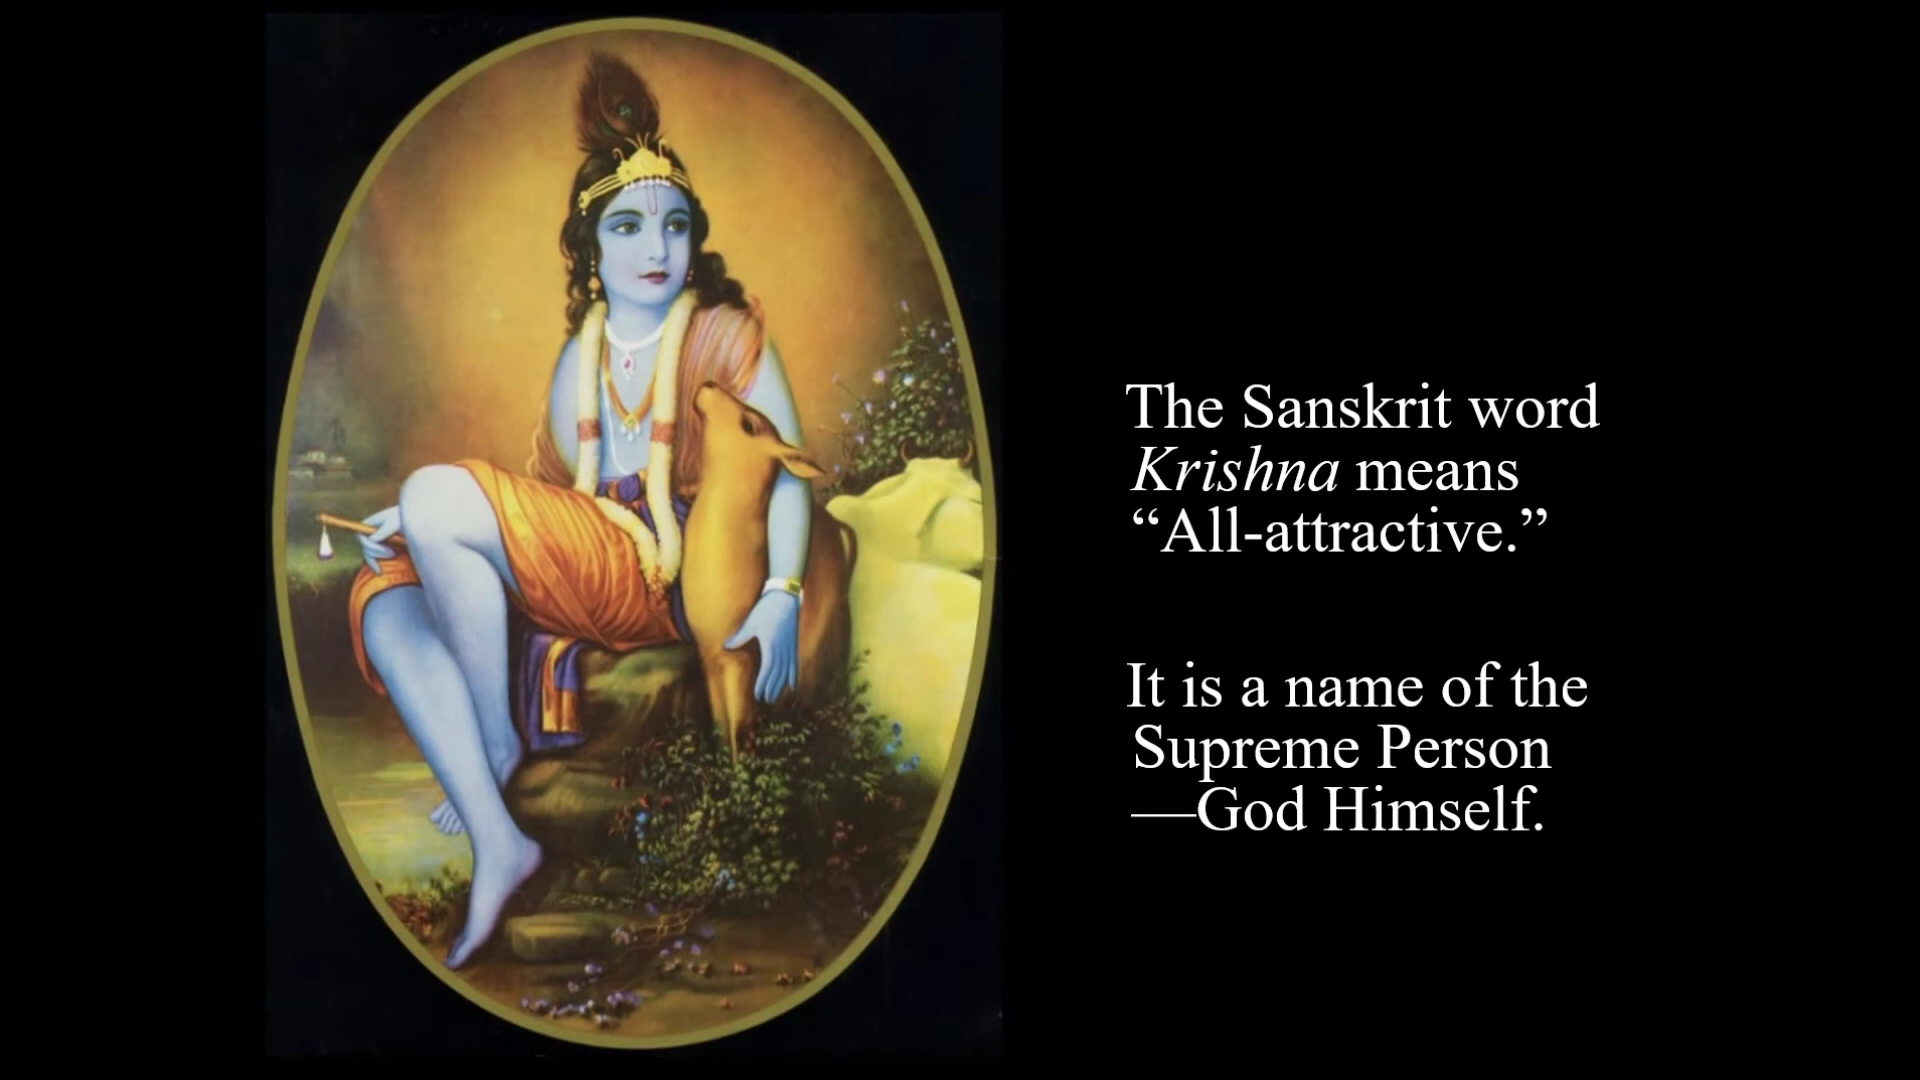 The Sanskrit word
Krishna means
“All-attractive.”
It is a name of the
Supreme Person
—God Himself.